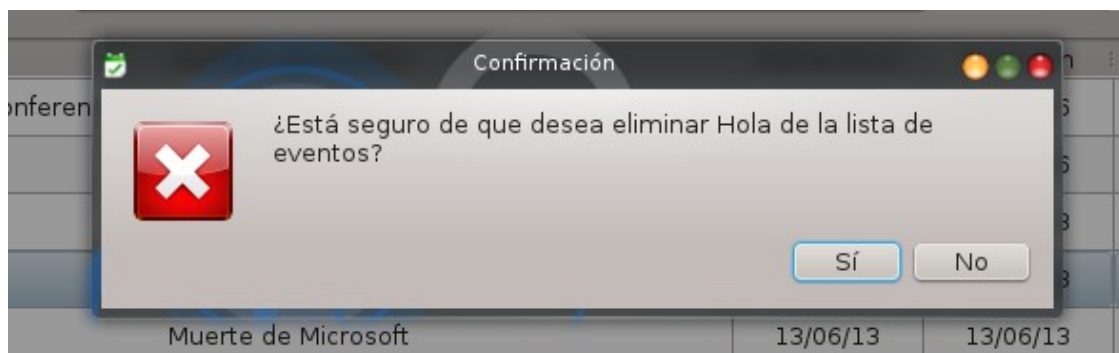 Confirmación
¿Está seguro de que desea eliminar Hola de la lista de
eventos?
Sí
No
Muerte de Microsoft
13/06/13
13/06/13